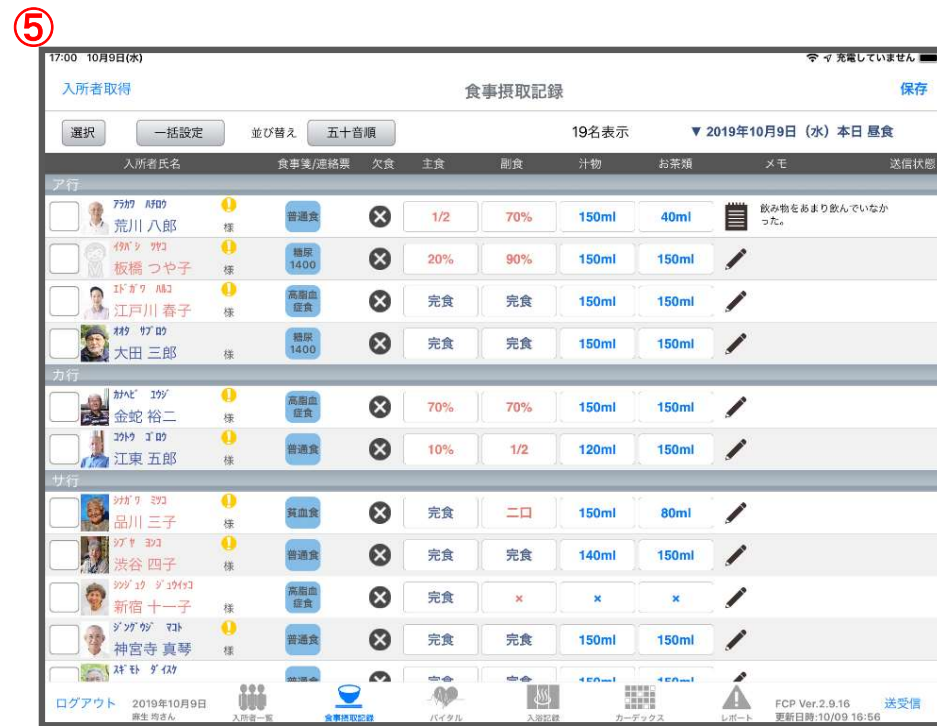 ⑤
17:00 10月9日(水) 充電していません
入所者取得 食事摂取記録 保存
選択 一括設定 並び替え 五十音順 19名表示 ▼ 2019年10月9日（水）本日 昼食
入所者氏名 食事箋/連絡票 欠食 主食 副食 汁物 お茶類 メモ 送信状態
ア行
アラカワ ハチロウ
荒川 八郎 様 普通食 1/2 70% 150ml 40ml 飲み物をあまり飲んでいなか
った。
イタバシ ツヤコ
板橋 つや子 様 糖尿 1400 20% 90% 150ml 150ml
エドガワ ハルコ
江戸川 春子 様 高脂血症食 完食 完食 150ml 150ml
オオタ サブロウ
大田 三郎 様 糖尿 1400 完食 完食 150ml 150ml
カ行
カナヘビ ユウジ
金蛇 裕二 様 高脂血症食 70% 70% 150ml 150ml
コウトウ ゴロウ
江東 五郎 様 普通食 10% 1/2 120ml 150ml
サ行
シナガワ ミツコ
品川 三子 様 貧血食 完食 二口 150ml 80ml
シブヤ ヨンコ
渋谷 四子 様 普通食 完食 完食 140ml 150ml
シンジュク ジュウイッコ
新宿 十一子 様 高脂血症食 完食 × × ×
ジングウジ マコト
神宮寺 真琴 様 普通食 完食 完食 150ml 150ml
スギモト ダイスケ
ログアウト 2019年10月9日 麻生 均さん 入所者一覧 食事摂取記録 バイタル 入浴記録 カーデックス レポート FCP Ver.2.9.16 更新日時:10/09 16:56 送受信